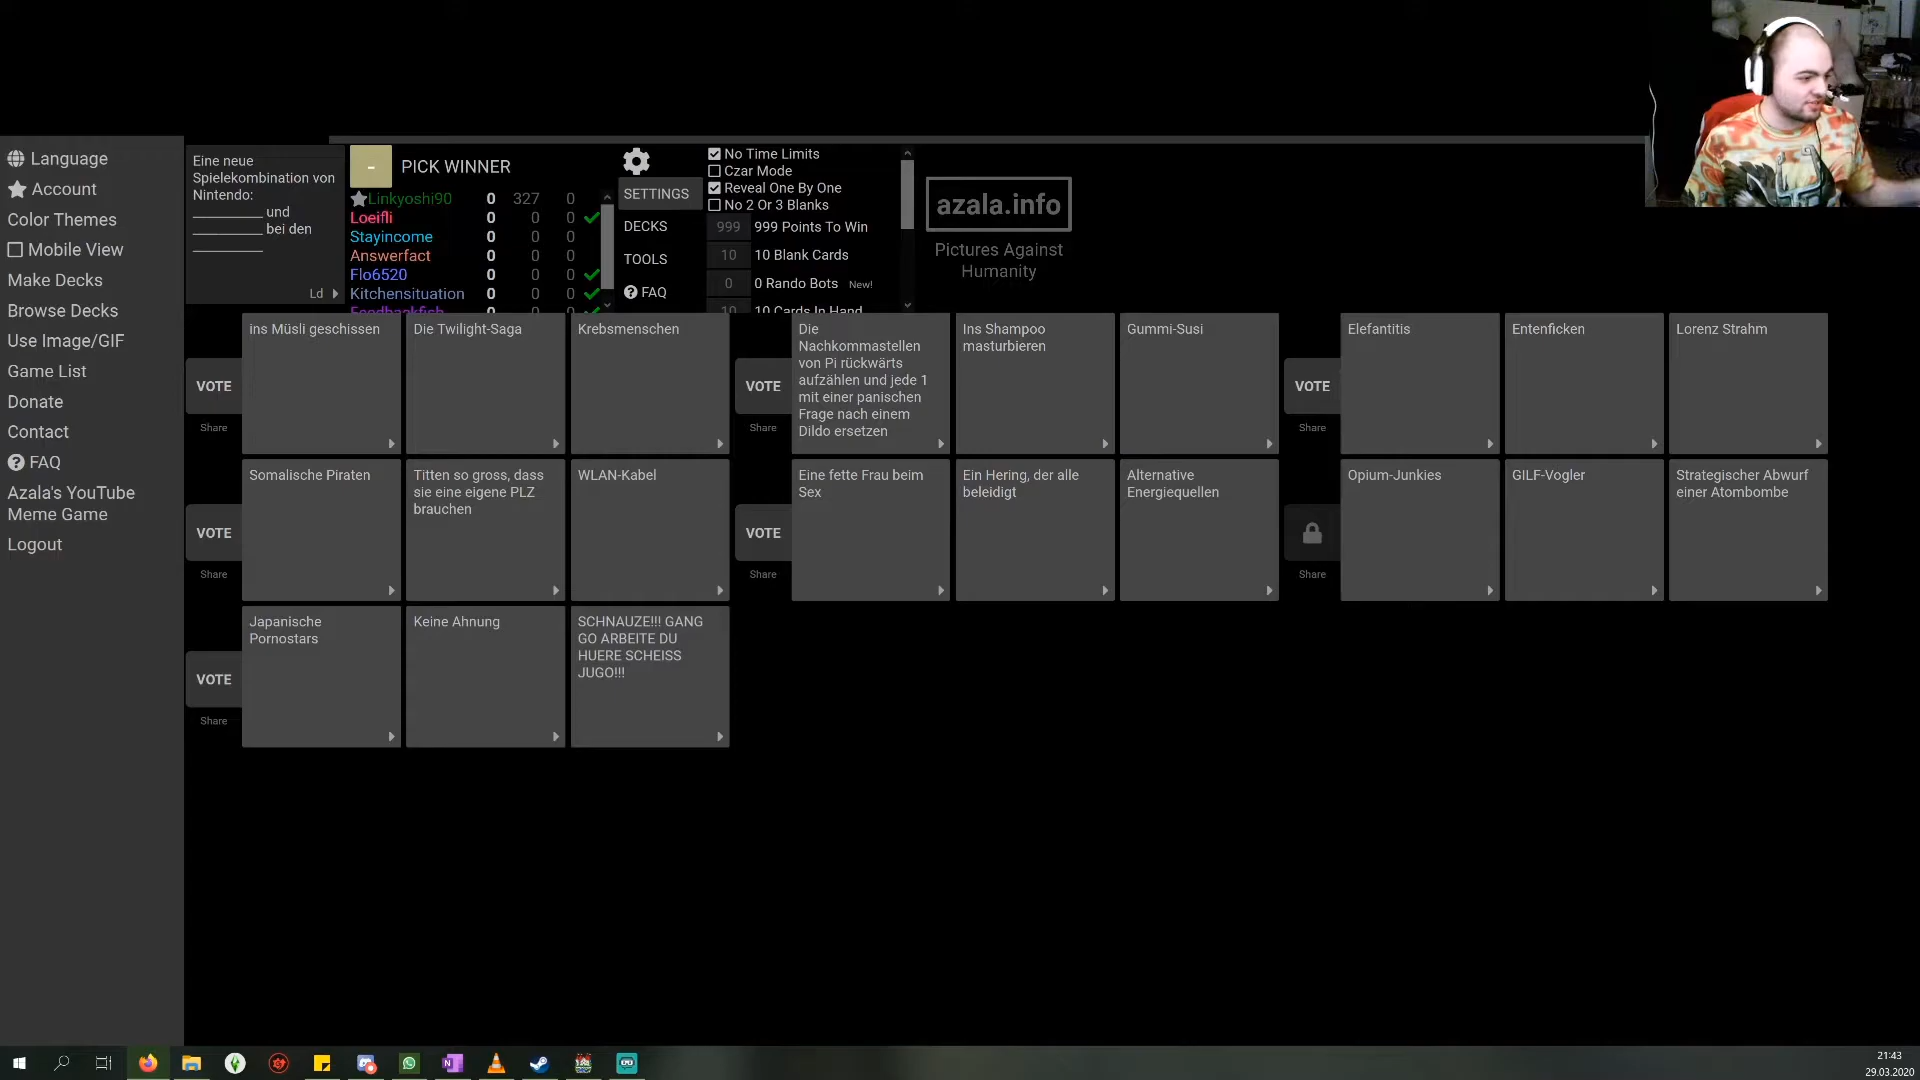 Language
Account
Color Themes
Mobile View
Make Decks
Browse Decks
Use Image/GIF
Game List
Donate
Contact
FAQ
Azala's YouTube
Meme Game
Logout
Eine neue
Spielekombination von
Nintendo:
__________ und
__________ bei den
__________
Ld
-
PICK WINNER
Linkyoshi90 0 327 0
Loeifli 0 0 0
Stayincome 0 0 0
Answerfact 0 0 0
Flo6520 0 0 0
Kitchensituation 0 0 0
SETTINGS
DECKS
TOOLS
FAQ
No Time Limits
Czar Mode
Reveal One By One
No 2 Or 3 Blanks
999 999 Points To Win
10 10 Blank Cards
0 0 Rando Bots New!
10 10 Cards In Hand
azala.info
Pictures Against
Humanity
VOTE
Share
ins Müsli geschissen
Die Twilight-Saga
Krebsmenschen
VOTE
Share
Die
Nachkommastellen
von Pi rückwärts
aufzählen und jede 1
mit einer panischen
Frage nach einem
Dildo ersetzen
Ins Shampoo
masturbieren
Gummi-Susi
VOTE
Share
Elefantitis
Entenficken
Lorenz Strahm
VOTE
Share
Somalische Piraten
Titten so gross, dass
sie eine eigene PLZ
brauchen
WLAN-Kabel
VOTE
Share
Eine fette Frau beim
Sex
Ein Hering, der alle
beleidigt
Alternative
Energiequellen
Share
Opium-Junkies
GILF-Vogler
Strategischer Abwurf
einer Atombombe
VOTE
Share
Japanische
Pornostars
Keine Ahnung
SCHNAUZE!!! GANG
GO ARBEITE DU
HUERE SCHEISS
JUGO!!!
21:43
29.03.2020